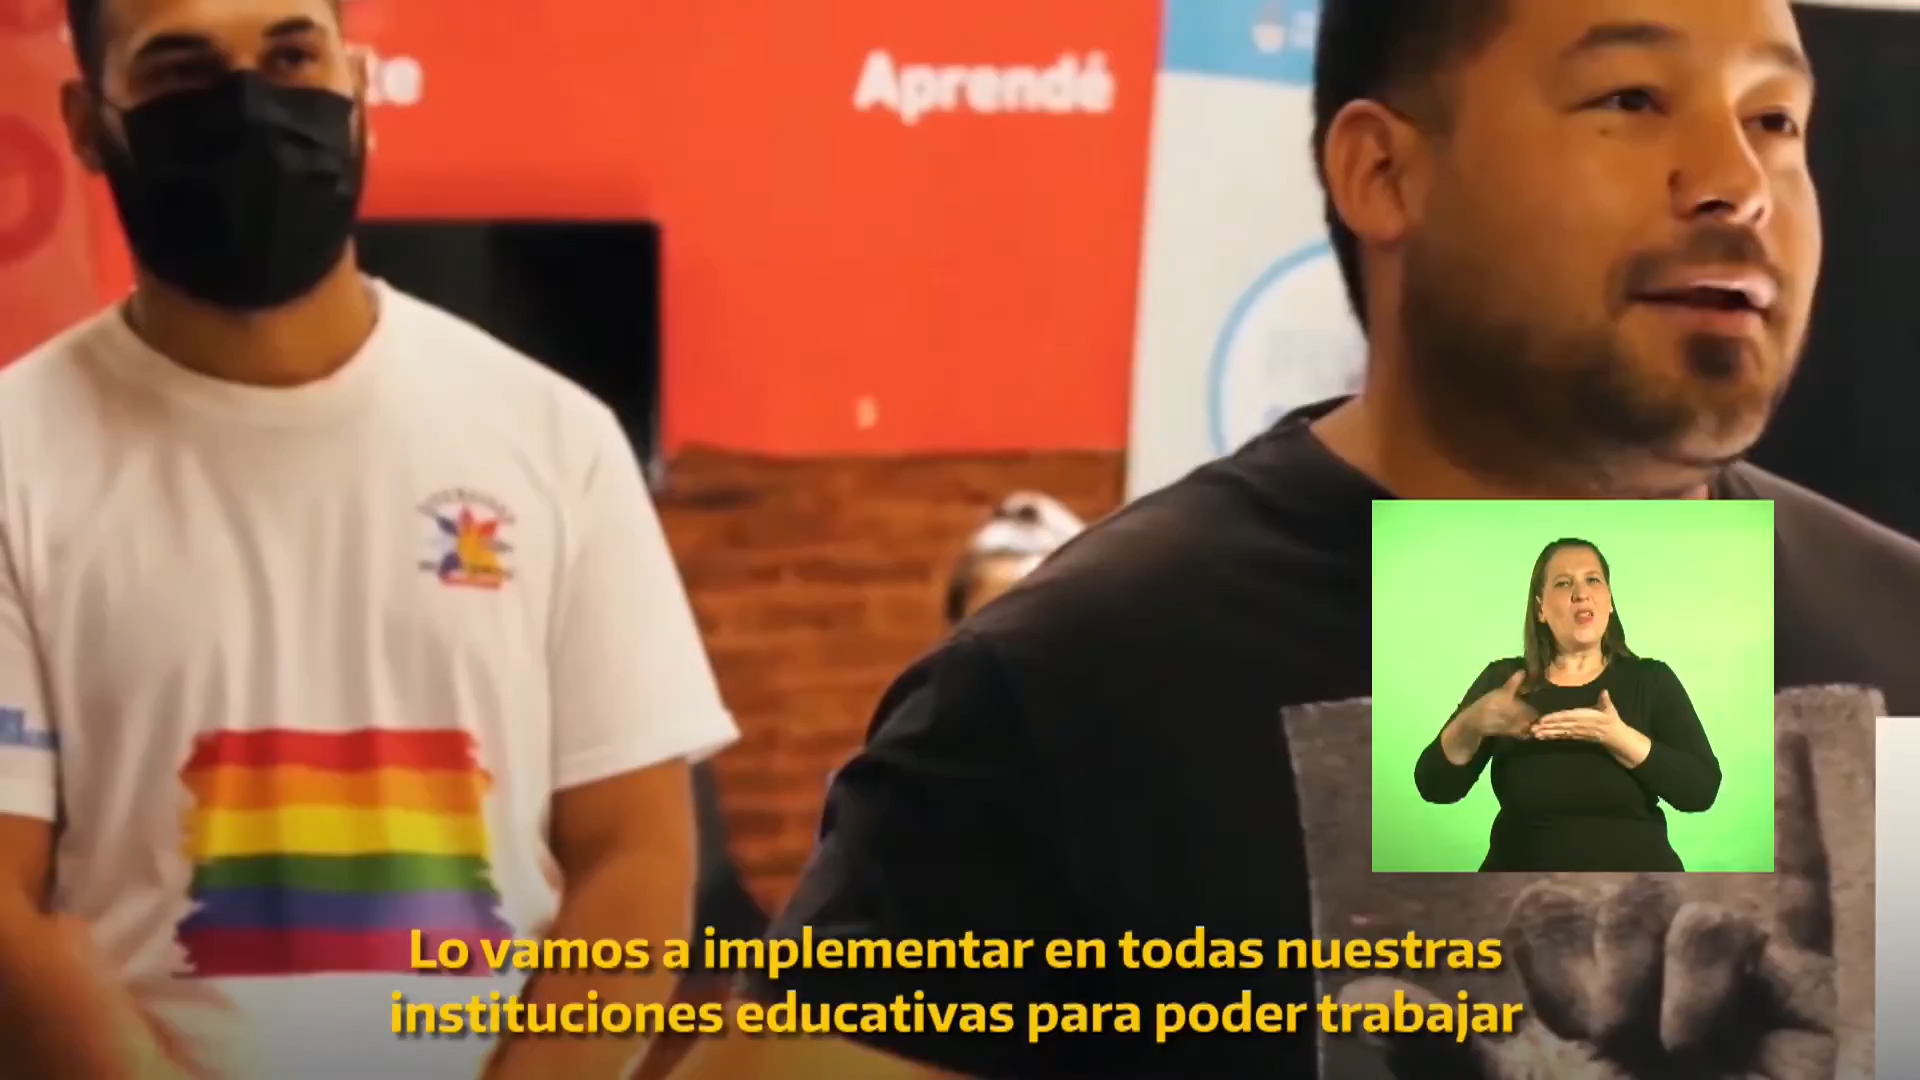 Aprendé
Lo vamos a implementar en todas nuestras
instituciones educativas para poder trabajar